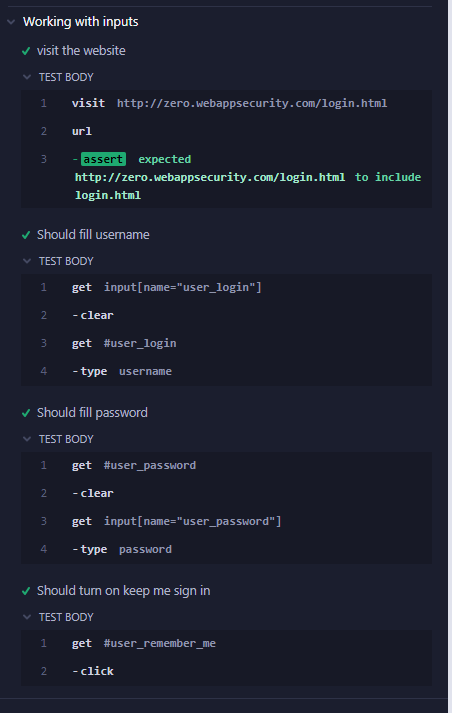 Working with inputs
visit the website
TEST BODY
1 visit http://zero.webappsecurity.com/login.html
2 url
3 -assert expected
http://zero.webappsecurity.com/login.html to include
login.html
Should fill username
TEST BODY
1 get input[name="user_login"]
2 -clear
3 get #user_login
4 -type username
Should fill password
TEST BODY
1 get #user_password
2 -clear
3 get input[name="user_password"]
4 -type password
Should turn on keep me sign in
TEST BODY
1 get #user_remember_me
2 -click